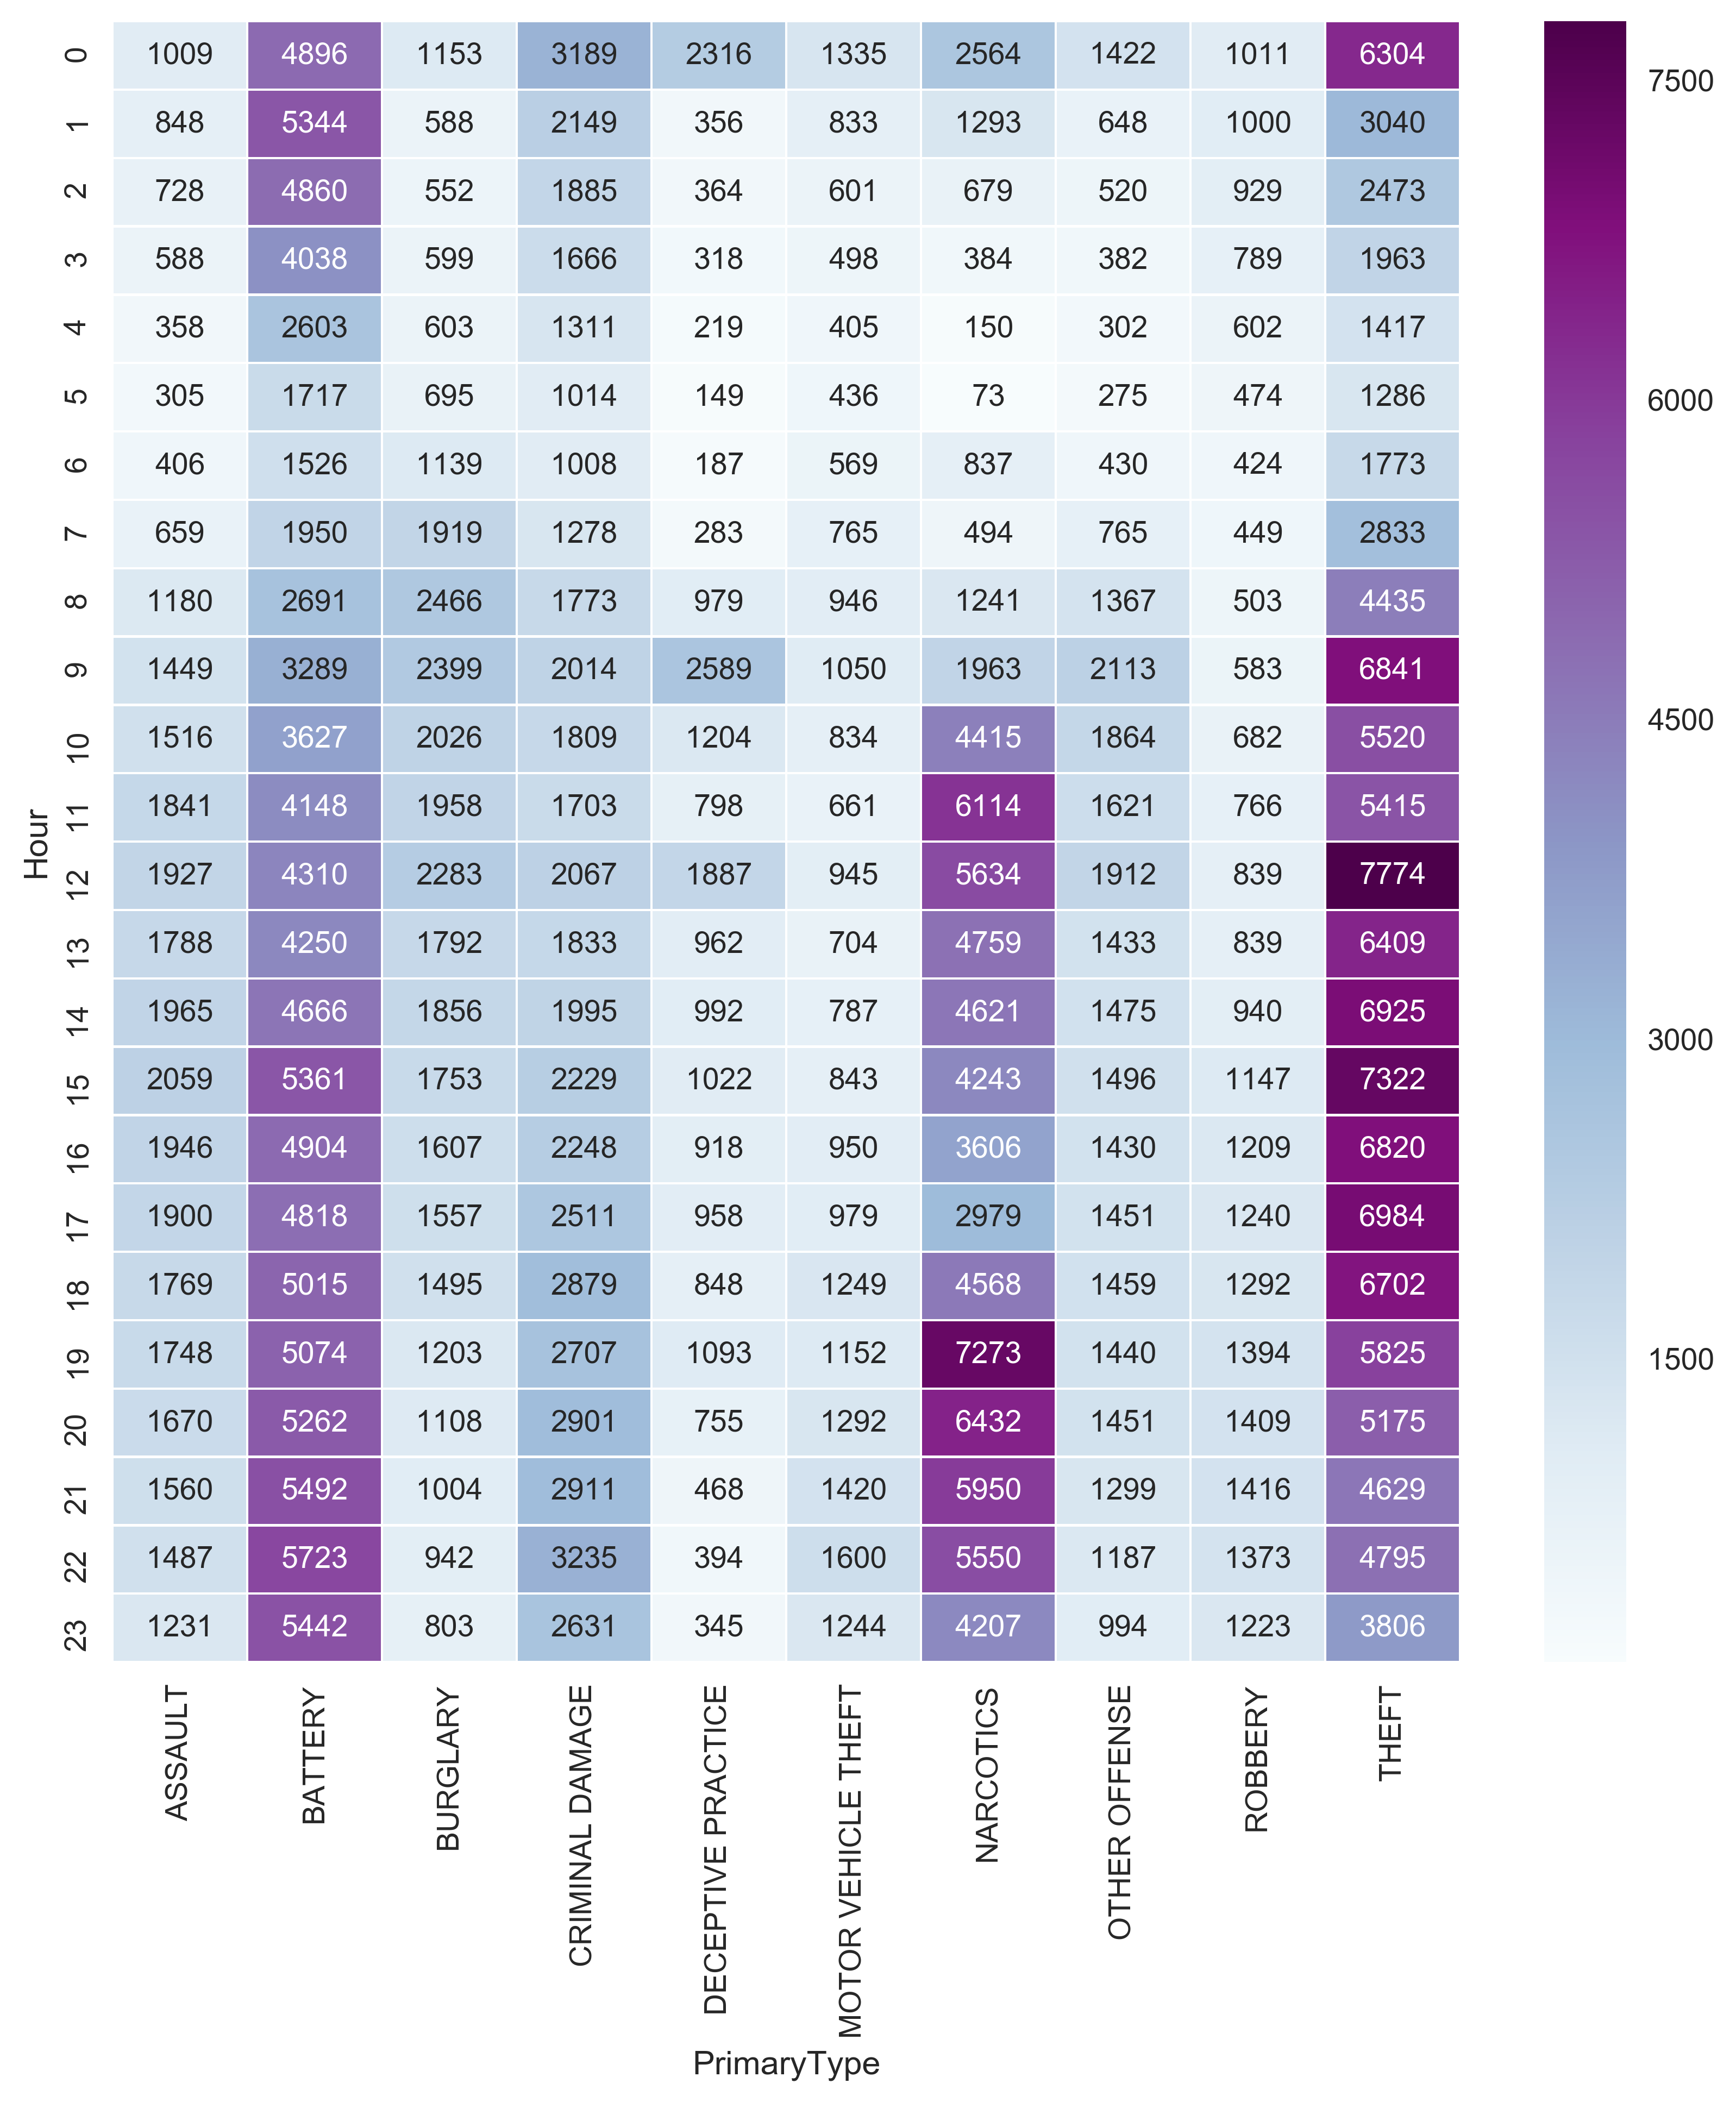 0 1009 4896 1153 3189 2316 1335 2564 1422 1011 6304
7500
1 848 5344 588 2149 356 833 1293 648 1000 3040
2 728 4860 552 1885 364 601 679 520 929 2473
3 588 4038 599 1666 318 498 384 382 789 1963
4 358 2603 603 1311 219 405 150 302 602 1417
5 305 1717 695 1014 149 436 73 275 474 1286
6000
6 406 1526 1139 1008 187 569 837 430 424 1773
7 659 1950 1919 1278 283 765 494 765 449 2833
8 1180 2691 2466 1773 979 946 1241 1367 503 4435
9 1449 3289 2399 2014 2589 1050 1963 2113 583 6841
4500
10 1516 3627 2026 1809 1204 834 4415 1864 682 5520
11 1841 4148 1958 1703 798 661 6114 1621 766 5415
Hour
12 1927 4310 2283 2067 1887 945 5634 1912 839 7774
13 1788 4250 1792 1833 962 704 4759 1433 839 6409
14 1965 4666 1856 1995 992 787 4621 1475 940 6925
3000
15 2059 5361 1753 2229 1022 843 4243 1496 1147 7322
16 1946 4904 1607 2248 918 950 3606 1430 1209 6820
17 1900 4818 1557 2511 958 979 2979 1451 1240 6984
18 1769 5015 1495 2879 848 1249 4568 1459 1292 6702
19 1748 5074 1203 2707 1093 1152 7273 1440 1394 5825
1500
20 1670 5262 1108 2901 755 1292 6432 1451 1409 5175
21 1560 5492 1004 2911 468 1420 5950 1299 1416 4629
22 1487 5723 942 3235 394 1600 5550 1187 1373 4795
23 1231 5442 803 2631 345 1244 4207 994 1223 3806
ASSAULT
BATTERY
BURGLARY
CRIMINAL DAMAGE
DECEPTIVE PRACTICE
MOTOR VEHICLE THEFT
NARCOTICS
OTHER OFFENSE
ROBBERY
THEFT
PrimaryType